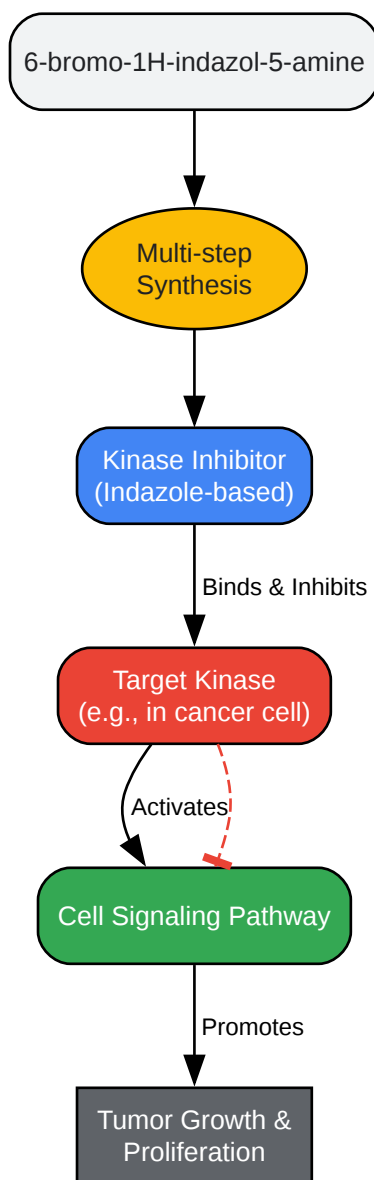 6-bromo-1H-indazol-5-amine
Multi-step
Synthesis
Kinase Inhibitor
(Indazole-based)
Binds & Inhibits
Target Kinase
(e.g., in cancer cell)
Activates
Cell Signaling Pathway
Promotes
Tumor Growth &
Proliferation